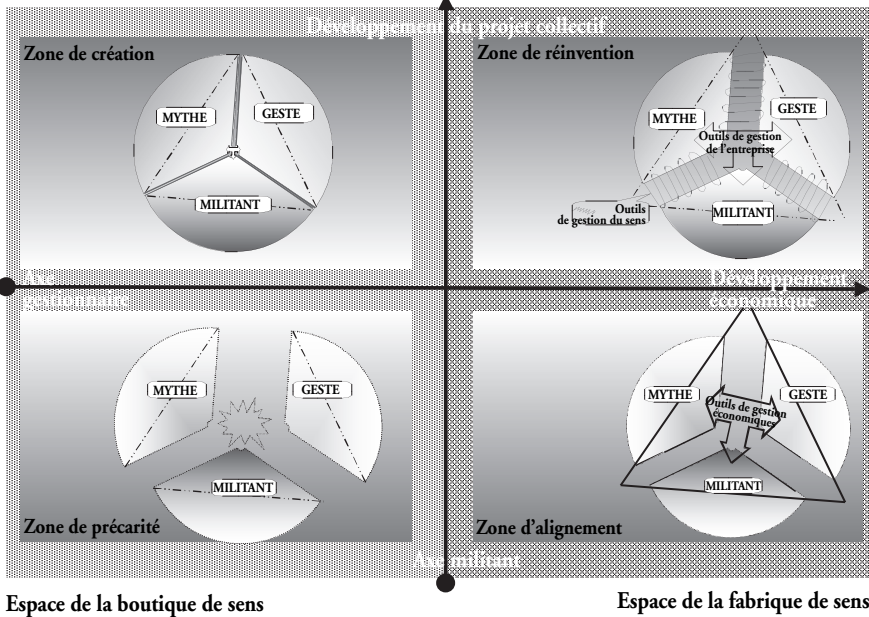 Développement du projet collectif
Zone de création
MYTHE
GESTE
MILITANT
Zone de réinvention
MYTHE
GESTE
Outils de gestion
de l'entreprise
MILITANT
Outils
de gestion du sens
Axe
gestionnaire
Développement
économique
MYTHE
GESTE
MILITANT
Zone de précarité
MYTHE
GESTE
Outils de gestion
économiques
MILITANT
Zone d'alignement
Axe militant
Espace de la boutique de sens
Espace de la fabrique de sens